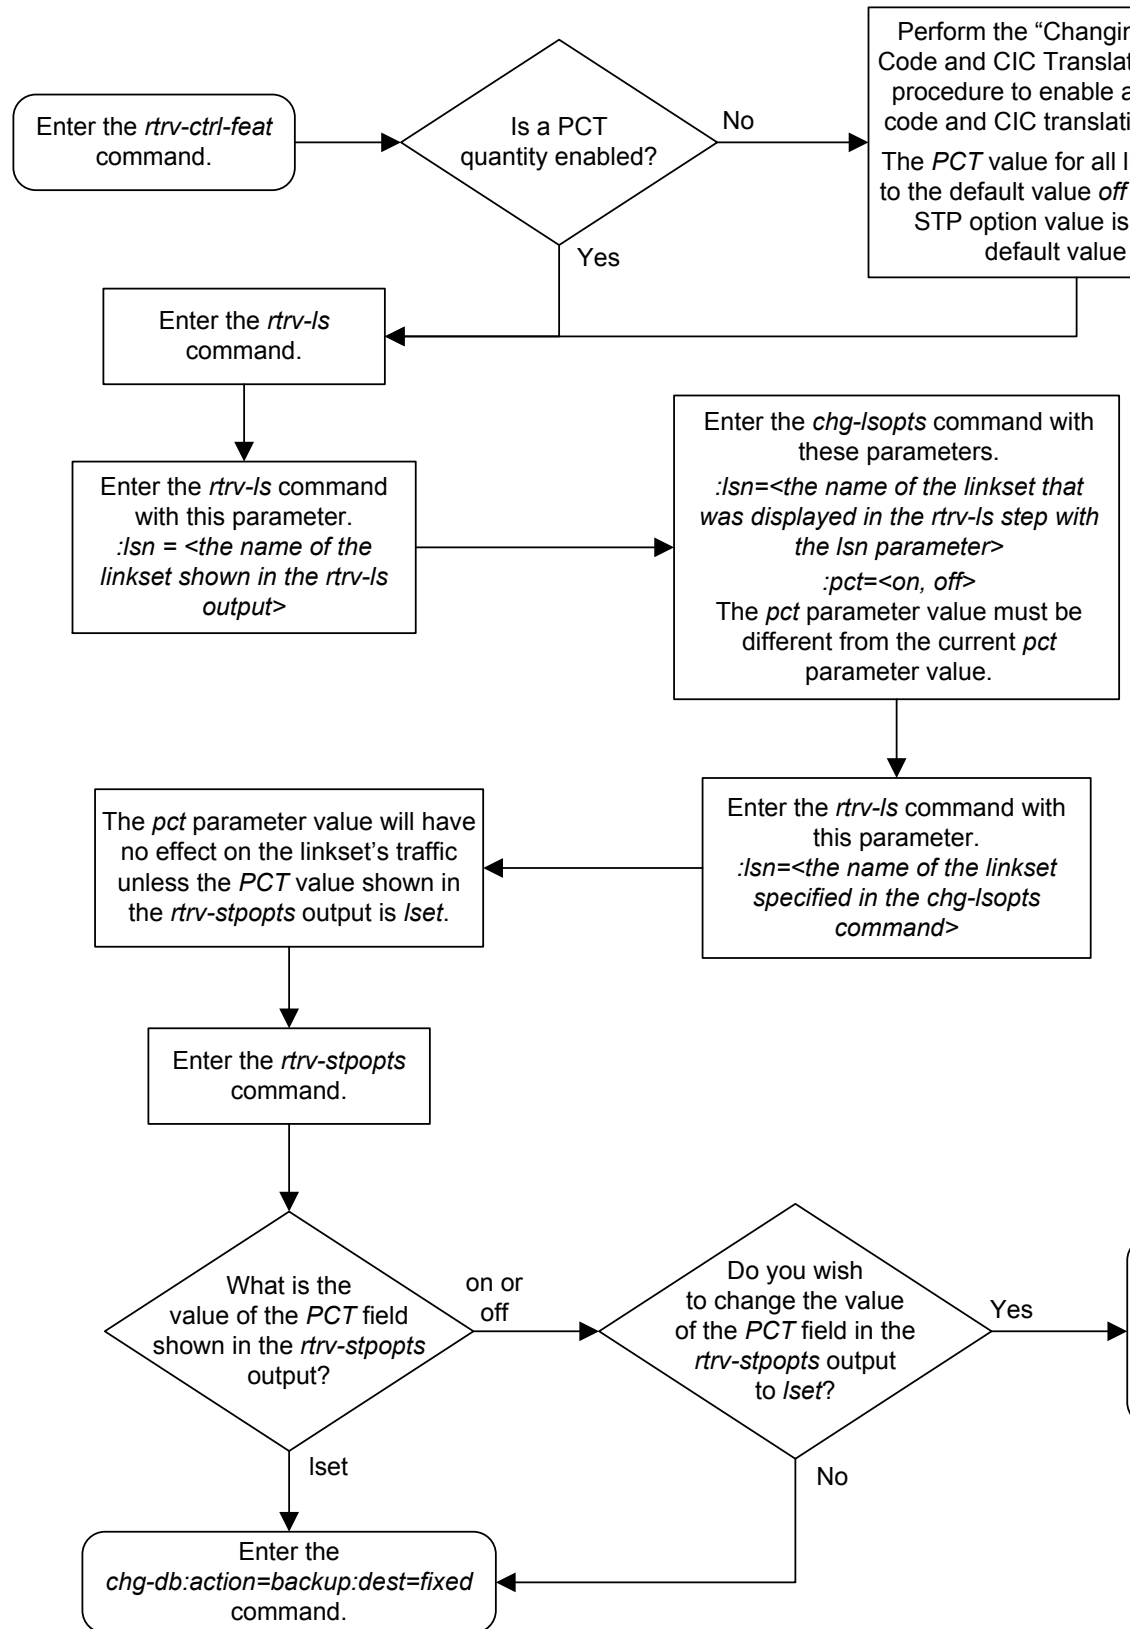 Enter the rtrv-ctrl-feat
command.
Is a PCT
quantity enabled?
No
Yes
Perform the “Changin
Code and CIC Translat
procedure to enable a
code and CIC translati
The PCT value for all l
to the default value off
STP option value is
default value
Enter the rtrv-ls
command.
Enter the rtrv-ls command
with this parameter.
:lsn = <the name of the
linkset shown in the rtrv-ls
output>
Enter the chg-lsopts command with
these parameters.
:lsn=<the name of the linkset that
was displayed in the rtrv-ls step with
the lsn parameter>
:pct=<on, off>
The pct parameter value must be
different from the current pct
parameter value.
Enter the rtrv-ls command with
this parameter.
:lsn=<the name of the linkset
specified in the chg-lsopts
command>
The pct parameter value will have
no effect on the linkset’s traffic
unless the PCT value shown in
the rtrv-stpopts output is lset.
Enter the rtrv-stpopts
command.
What is the
value of the PCT field
shown in the rtrv-stpopts
output?
on or
off
lset
Do you wish
to change the value
of the PCT field in the
rtrv-stpopts output
to lset?
Yes
No
Enter the
chg-db:action=backup:dest=fixed
command.